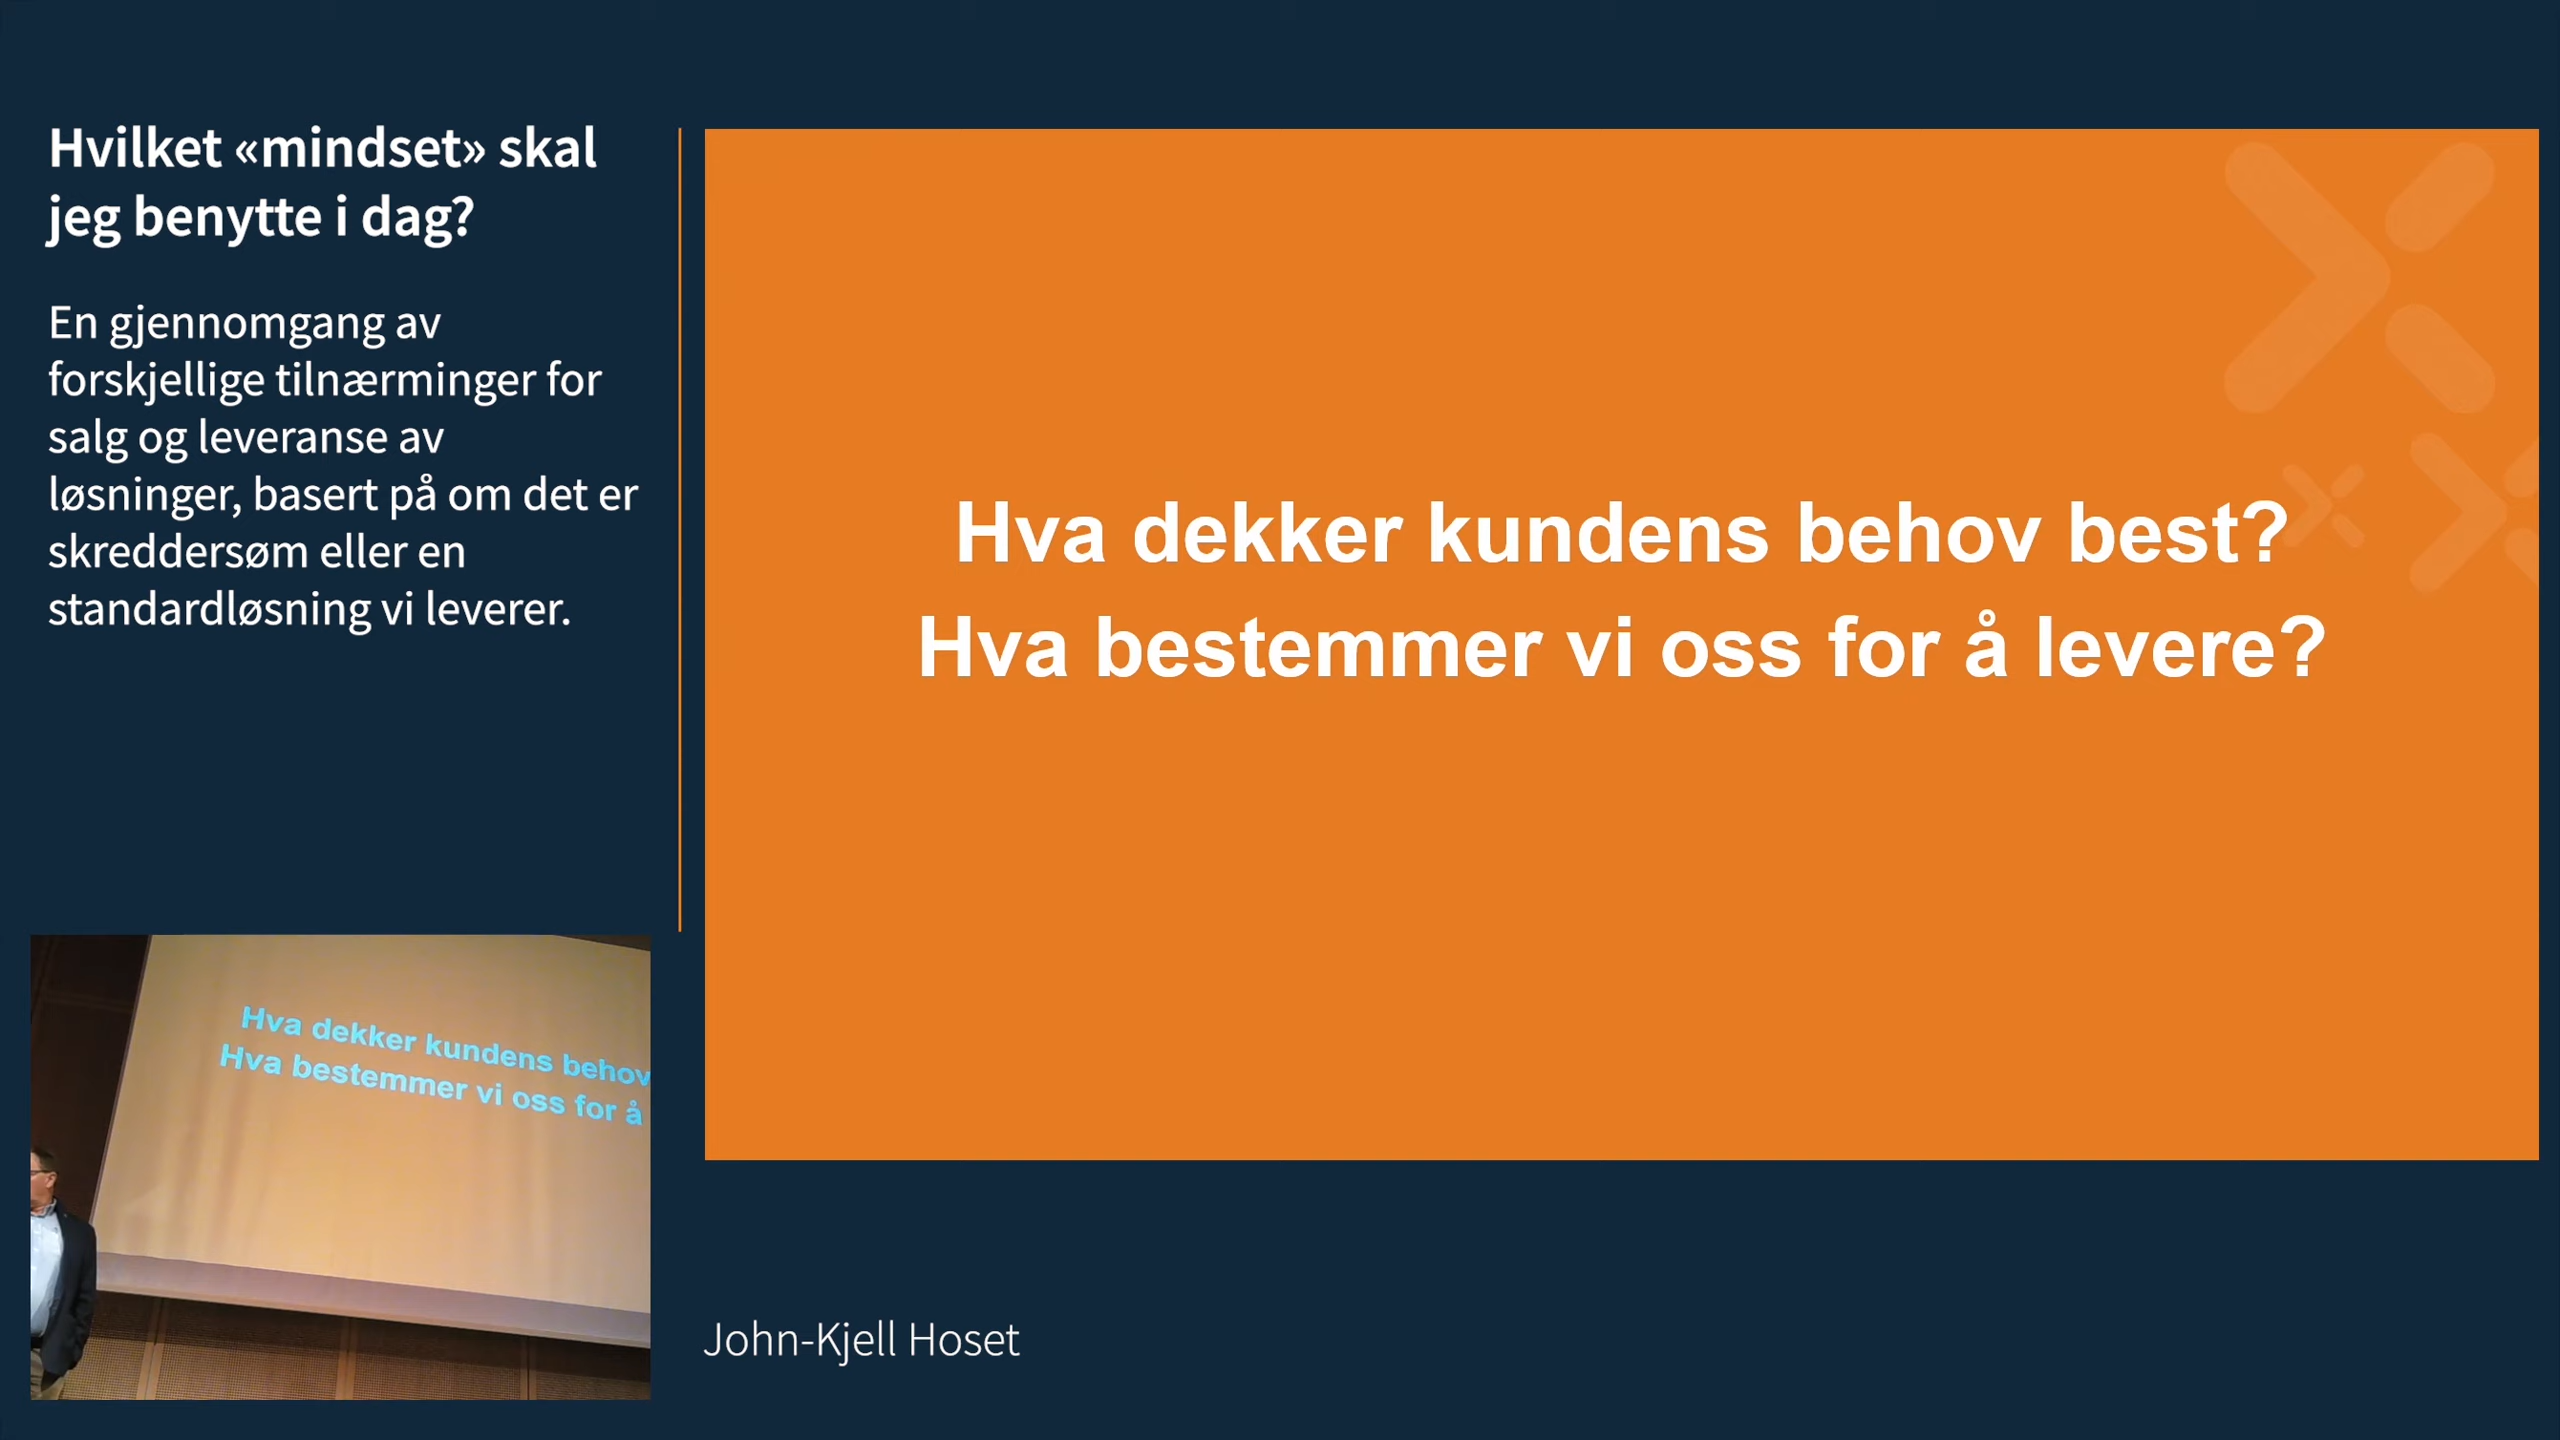 Hvilket «mindset» skal
jeg benytte i dag?
En gjennomgang av
forskjellige tilnærminger for
salg og leveranse av
løsninger, basert på om det er
skreddersøm eller en
standardløsning vi leverer.
Hva dekker kundens behov best?
Hva bestemmer vi oss for å levere?
Hva dekker kundens behov
Hva bestemmer vi oss for å
John-Kjell Hoset